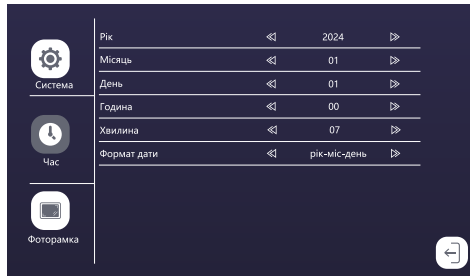 Рік 2024
Місяць 01
День 01
Година 00
Хвилина 07
Формат дати рік-міс-день
Система
Час
Фоторамка